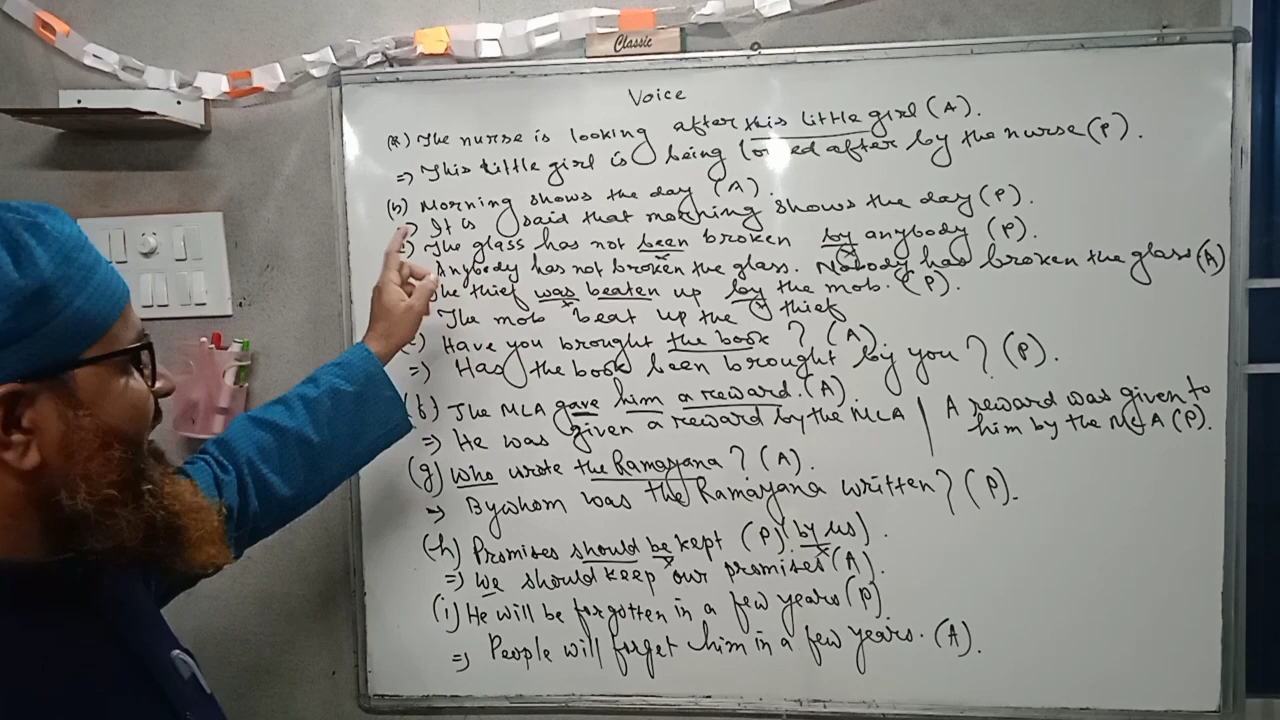 Classic
Voice
(a) The nurse is looking after this little girl (A).
=> This little girl is being looked after by the nurse (P).
(b) Morning shows the day (A).
It is said that morning shows the day (P).
The glass has not been broken by anybody (P).
Anybody has not broken the glass. Nobody has broken the glass (A)
The thief was beaten up by the mob. (P).
The mob beat up the thief
Have you brought the book ? (A).
=> Has the book been brought by you ? (P).
(f) The MLA gave him a reward. (A).
=> He was given a reward by the MLA | A reward was given to
him by the MLA (P).
(g) Who wrote the Ramayana ? (A).
=> By whom was the Ramayana written ? (P).
(h) Promises should be kept (P) (by us).
=> We should keep our promises (A).
(i) He will be forgotten in a few years (P)
=> People will forget him in a few years. (A).